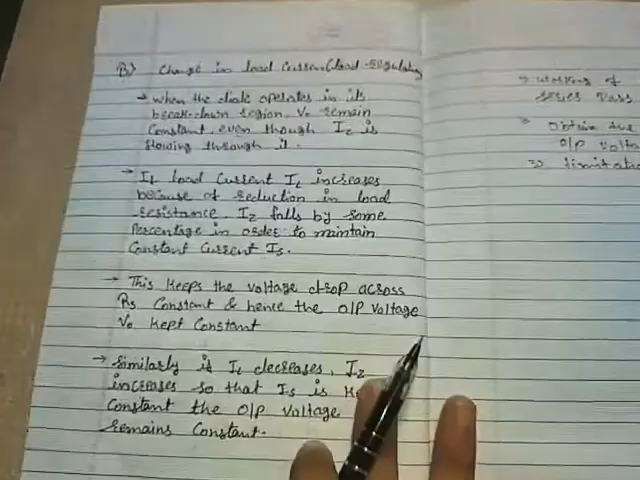 B) Change in load Current (load-regulating
→ when the diode operates in its
break-down region. Vo remain
Constant even though Iz is
flowing through it.
→ If Load Current IL increases
because of reduction in load
resistance. Iz falls by some
Percentage in order to maintain
Constant Current Is.
→ This Keeps the voltage drop across
Rs Constant & hence the O/P Voltage
Vo Kept Constant
→ Similarly if IL decreases, Iz
increases so that Is is
Constant the O/P Voltage
remains Constant.
→ Working of
Series Pass
Obtain
O/P volta